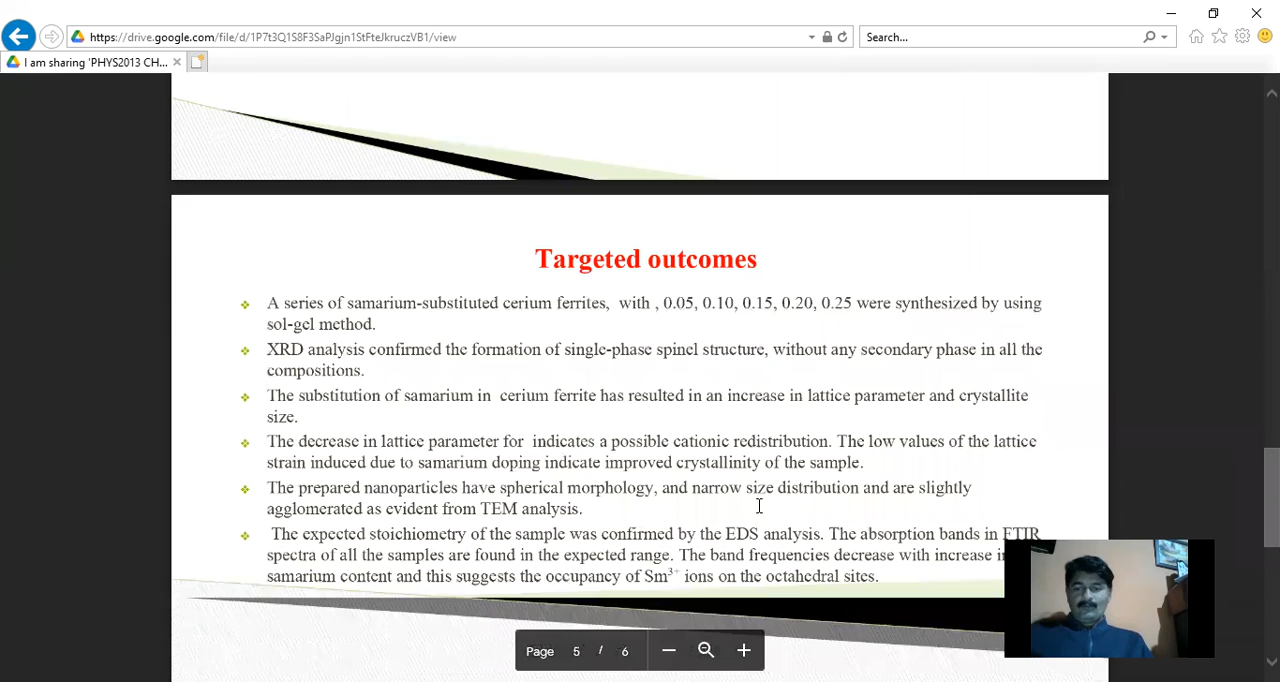 https://drive.google.com/file/d/1P7t3Q1S8F3SaPJgjn1StFteJkruczVB1/view
Search...
I am sharing 'PHYS2013 CH...
Targeted outcomes
A series of samarium-substituted cerium ferrites, with , 0.05, 0.10, 0.15, 0.20, 0.25 were synthesized by using
sol-gel method.
XRD analysis confirmed the formation of single-phase spinel structure, without any secondary phase in all the
compositions.
The substitution of samarium in cerium ferrite has resulted in an increase in lattice parameter and crystallite
size.
The decrease in lattice parameter for indicates a possible cationic redistribution. The low values of the lattice
strain induced due to samarium doping indicate improved crystallinity of the sample.
The prepared nanoparticles have spherical morphology, and narrow size distribution and are slightly
agglomerated as evident from TEM analysis.
The expected stoichiometry of the sample was confirmed by the EDS analysis. The absorption bands in FTIR
spectra of all the samples are found in the expected range. The band frequencies decrease with increase in
samarium content and this suggests the occupancy of Sm³⁺ ions on the octahedral sites.
Page 5 / 6